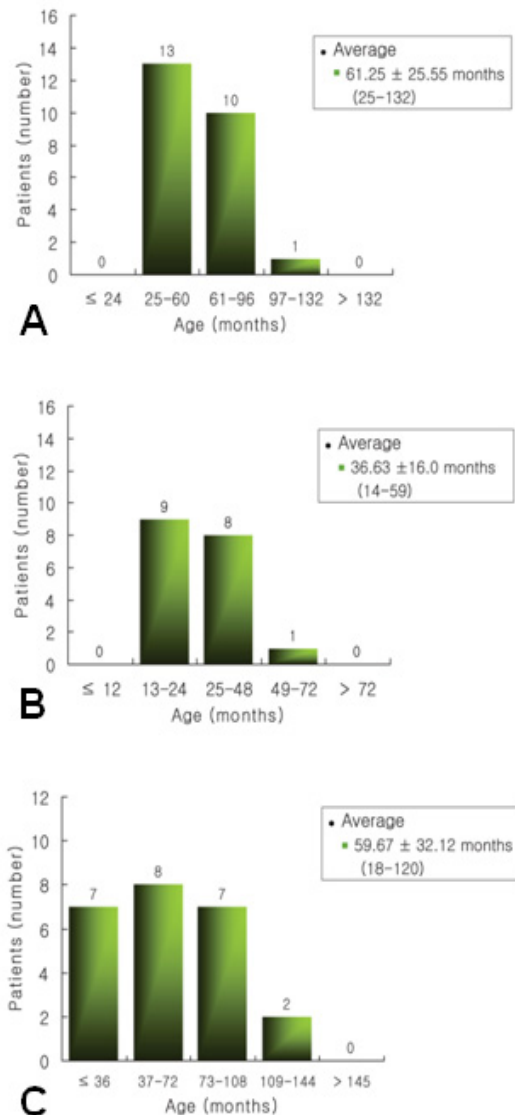 16
14
12
10
8
6
4
2
0
Patients (number)
0
13
10
1
0
≤ 24 25-60 61-96 97-132 > 132
Age (months)
• Average
▪ 61.25 ± 25.55 months
(25-132)
A
16
14
12
10
8
6
4
2
0
Patients (number)
0
9
8
1
0
≤ 12 13-24 25-48 49-72 > 72
Age (months)
• Average
▪ 36.63 ±16.0 months
(14-59)
B
12
10
8
6
4
2
0
Patients (number)
7
8
7
2
0
≤ 36 37-72 73-108 109-144 > 145
Age (months)
• Average
▪ 59.67 ± 32.12 months
(18-120)
C